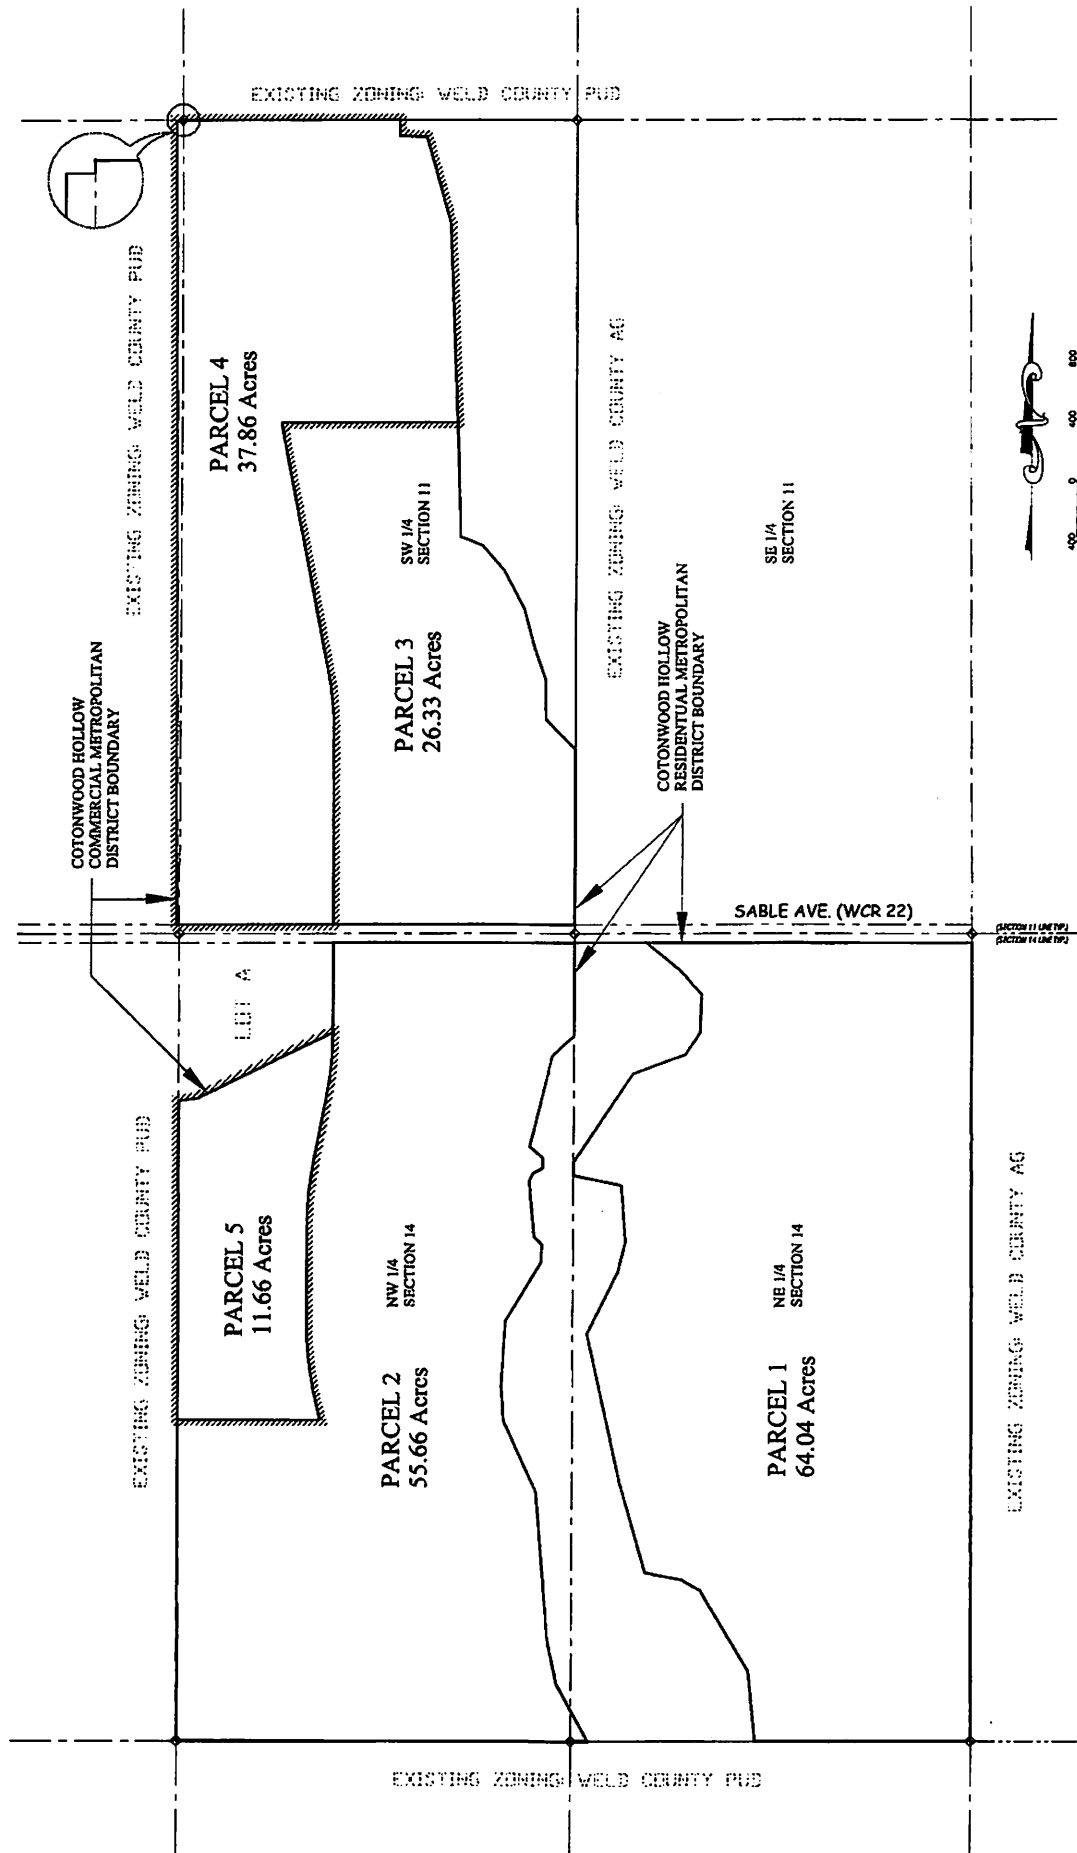 EXISTING ZONING: WELD COUNTY PUD
EXISTING ZONING: WELD COUNTY PUD
PARCEL 4
37.86 Acres
SW 1/4
SECTION 11
EXISTING ZONING: WELD COUNTY AG
SE 1/4
SECTION 11
400
0
400
800
PARCEL 3
26.33 Acres
COTONWOOD HOLLOW
COMMERCIAL METROPOLITAN
DISTRICT BOUNDARY
COTONWOOD HOLLOW
RESIDENTUAL METROPOLITAN
DISTRICT BOUNDARY
SABLE AVE. (WCR 22)
(SECTION 11 LINE TYP.)
(SECTION 14 LINE TYP.)
LOT A
EXISTING ZONING: WELD COUNTY PUD
PARCEL 5
11.66 Acres
NW 1/4
SECTION 14
NE 1/4
SECTION 14
EXISTING ZONING: WELD COUNTY AG
PARCEL 2
55.66 Acres
PARCEL 1
64.04 Acres
EXISTING ZONING: WELD COUNTY PUD